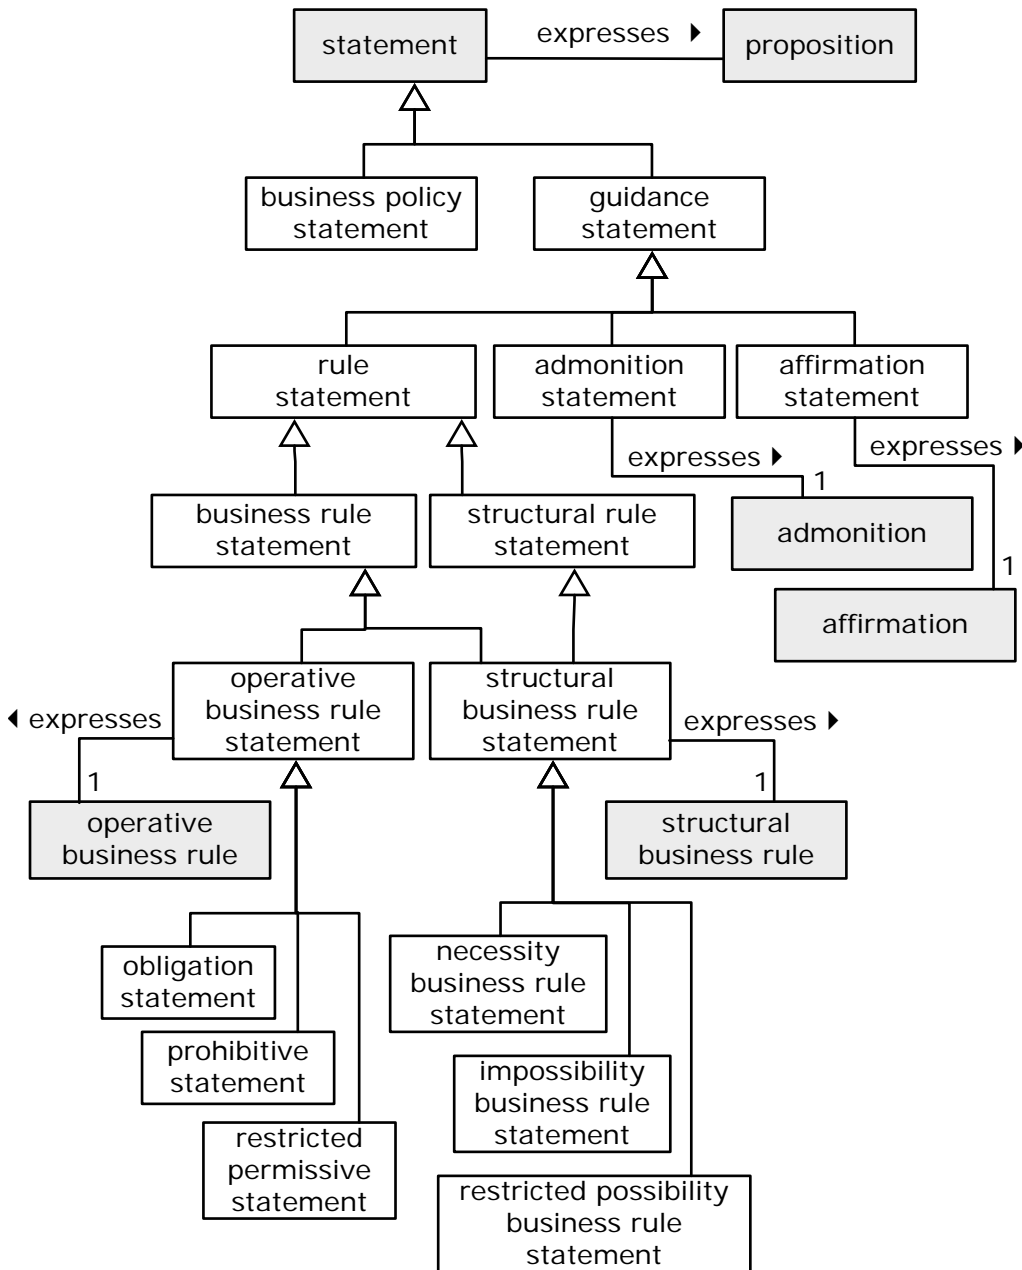 statement
expresses
proposition
business policy
statement
guidance
statement
rule
statement
admonition
statement
affirmation
statement
expresses
1
admonition
expresses
1
affirmation
business rule
statement
structural rule
statement
operative
business rule
statement
structural
business rule
statement
expresses
1
operative
business rule
expresses
1
structural
business rule
obligation
statement
prohibitive
statement
restricted
permissive
statement
necessity
business rule
statement
impossibility
business rule
statement
restricted possibility
business rule
statement